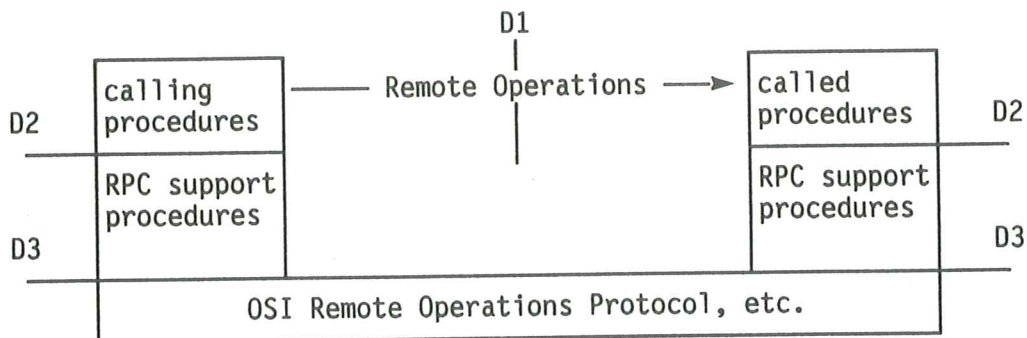 D1
calling
procedures
Remote Operations
called
procedures
D2
D2
RPC support
procedures
RPC support
procedures
D3
D3
OSI Remote Operations Protocol, etc.